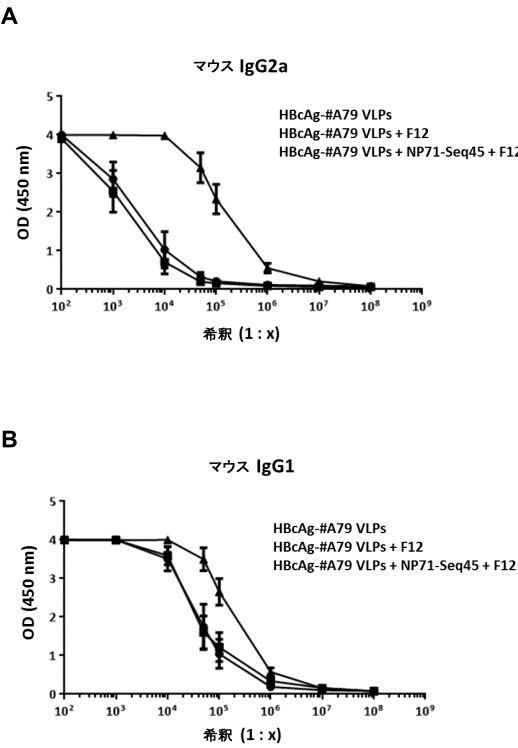 A
マウス IgG2a
HBcAg-#A79 VLPs
HBcAg-#A79 VLPs + F12
HBcAg-#A79 VLPs + NP71-Seq45 + F12
OD (450 nm)
5
4
3
2
1
0
10² 10³ 10⁴ 10⁵ 10⁶ 10⁷ 10⁸ 10⁹
希釈 (1 : x)
B
マウス IgG1
HBcAg-#A79 VLPs
HBcAg-#A79 VLPs + F12
HBcAg-#A79 VLPs + NP71-Seq45 + F12
OD (450 nm)
5
4
3
2
1
0
10² 10³ 10⁴ 10⁵ 10⁶ 10⁷ 10⁸ 10⁹
希釈 (1 : x)